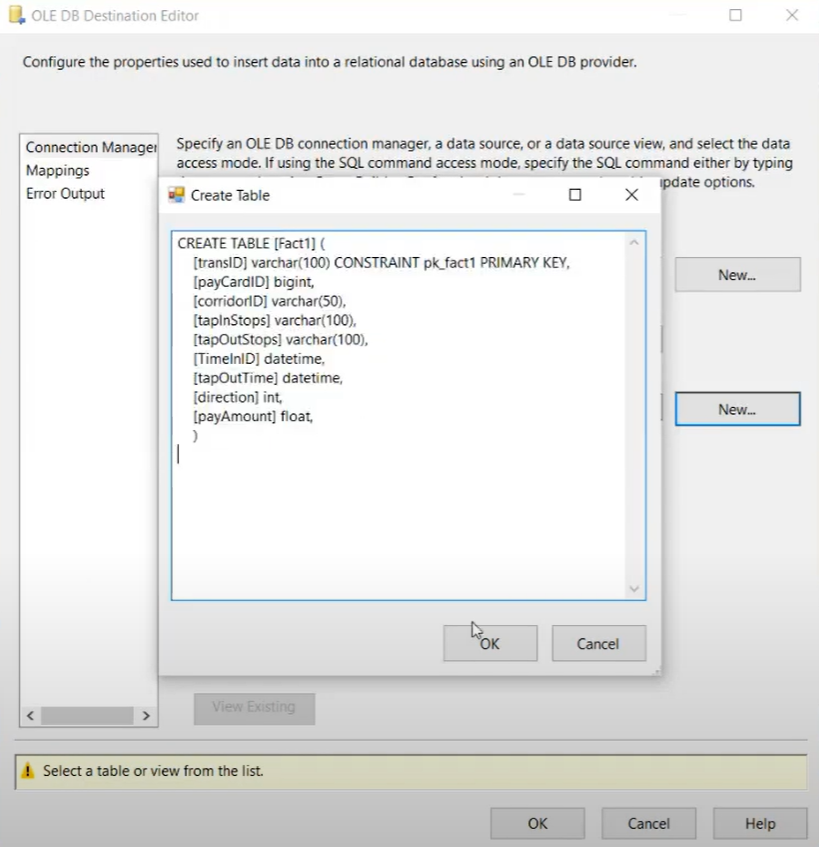 OLE DB Destination Editor
Configure the properties used to insert data into a relational database using an OLE DB provider.
Connection Manager
Mappings
Error Output
Specify an OLE DB connection manager, a data source, or a data source view, and select the data
access mode. If using the SQL command access mode, specify the SQL command either by typing
update options.
Create Table
CREATE TABLE [Fact1] (
[transID] varchar(100) CONSTRAINT pk_fact1 PRIMARY KEY,
[payCardID] bigint,
[corridorID] varchar(50),
[tapInStops] varchar(100),
[tapOutStops] varchar(100),
[TimeInID] datetime,
[tapOutTime] datetime,
[direction] int,
[payAmount] float,
)
OK
Cancel
New...
New...
View Existing
Select a table or view from the list.
OK
Cancel
Help